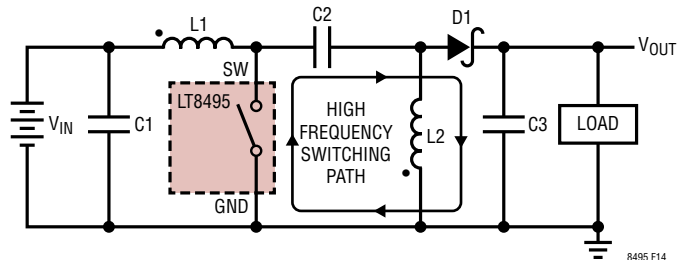 L1
C2
D1
VOUT
SW
LT8495
VIN
C1
HIGH
FREQUENCY
SWITCHING
PATH
L2
C3
LOAD
GND
8495 F14